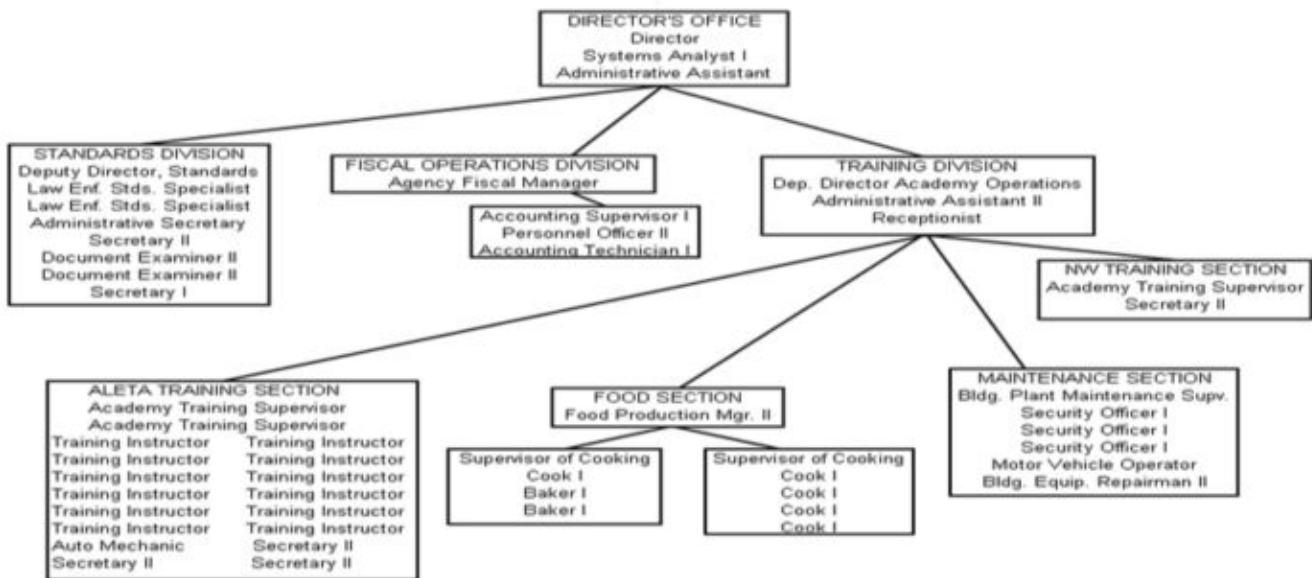 DIRECTOR'S OFFICE
Director
Systems Analyst I
Administrative Assistant
STANDARDS DIVISION
Deputy Director, Standards
Law Enf. Stds. Specialist
Law Enf. Stds. Specialist
Administrative Secretary
Secretary II
Document Examiner II
Document Examiner II
Secretary I
FISCAL OPERATIONS DIVISION
Agency Fiscal Manager
Accounting Supervisor I
Personnel Officer II
Accounting Technician I
TRAINING DIVISION
Dep. Director Academy Operations
Administrative Assistant II
Receptionist
NW TRAINING SECTION
Academy Training Supervisor
Secretary II
ALETA TRAINING SECTION
Academy Training Supervisor
Academy Training Supervisor
Training Instructor Training Instructor
Training Instructor Training Instructor
Training Instructor Training Instructor
Training Instructor Training Instructor
Training Instructor Training Instructor
Training Instructor Training Instructor
Auto Mechanic Secretary II
Secretary II Secretary II
FOOD SECTION
Food Production Mgr. II
Supervisor of Cooking
Cook I
Baker I
Baker I
Supervisor of Cooking
Cook I
Cook I
Cook I
Cook I
MAINTENANCE SECTION
Bldg. Plant Maintenance Supv.
Security Officer I
Security Officer I
Security Officer I
Motor Vehicle Operator
Bldg. Equip. Repairman II